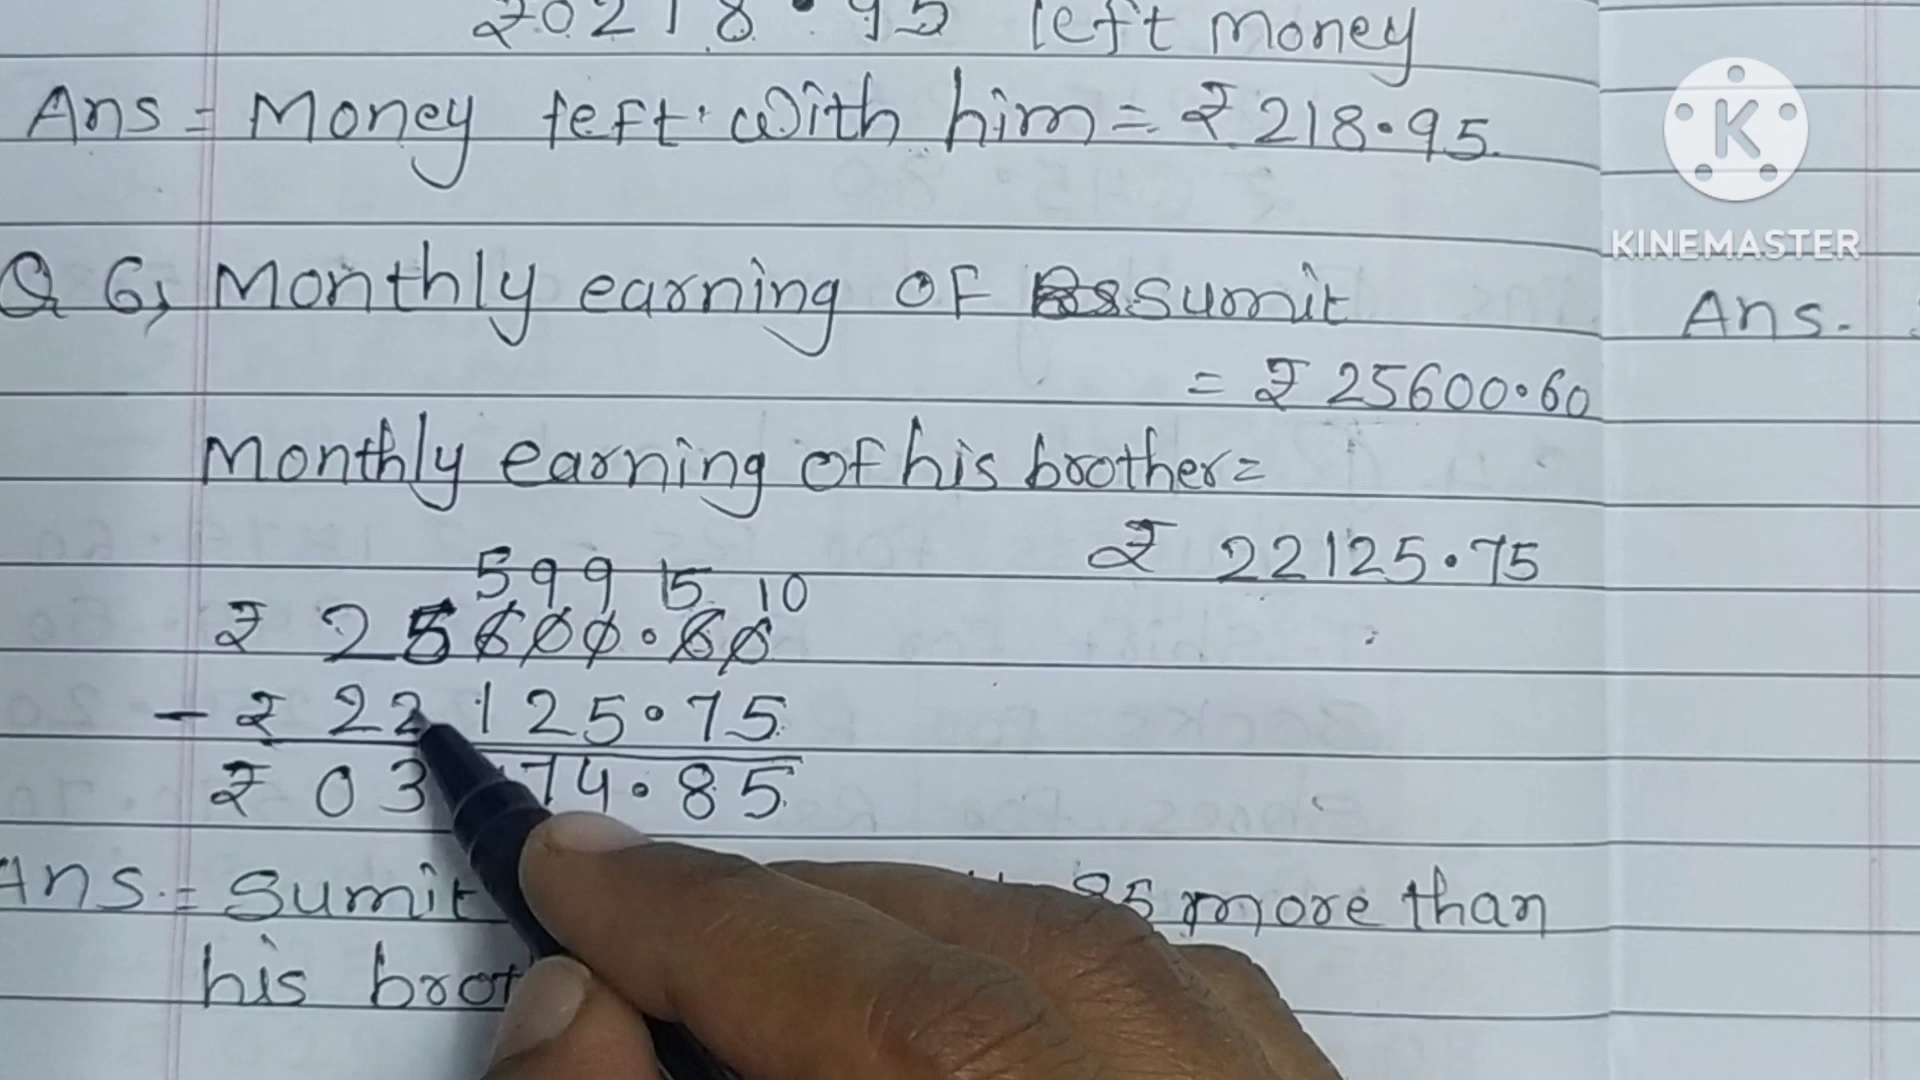 ₹0218.95 left money
Ans = Money left with him = ₹218.95
KINEMASTER
Q 6, Monthly earning of Sumit
Ans.
= ₹ 25600.60
Monthly earning of his brother =
₹ 22125.75
5 9 9 15 10
₹ 25600.60
- ₹ 22125.75
₹ 03 74.85
Ans. = Sumit 85 more than
his